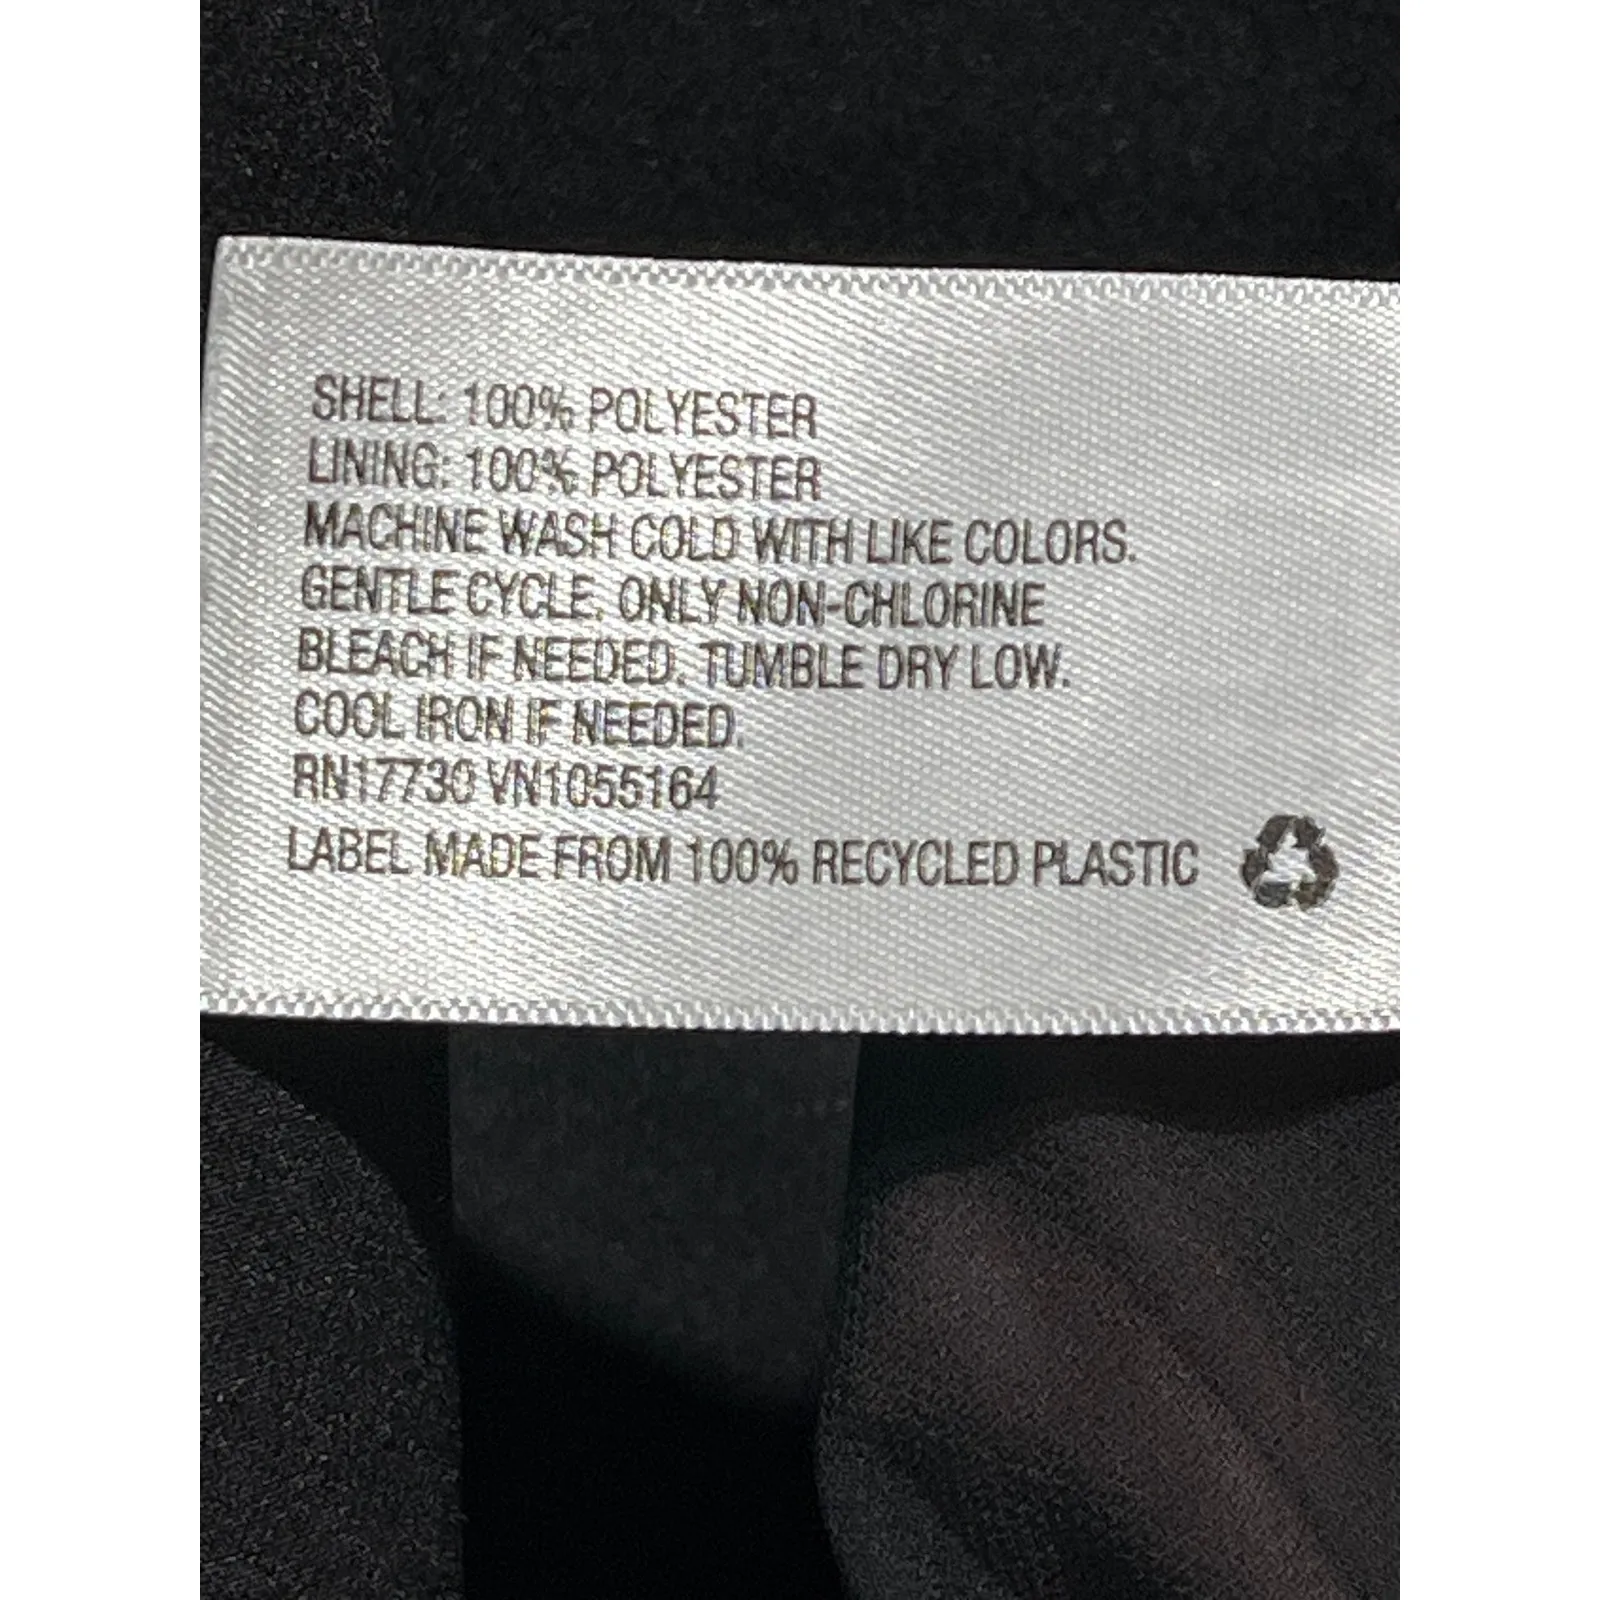 SHELL: 100% POLYESTER
LINING: 100% POLYESTER
MACHINE WASH COLD WITH LIKE COLORS.
GENTLE CYCLE. ONLY NON-CHLORINE
BLEACH IF NEEDED. TUMBLE DRY LOW.
COOL IRON IF NEEDED.
RN17730 VN1055164
LABEL MADE FROM 100% RECYCLED PLASTIC